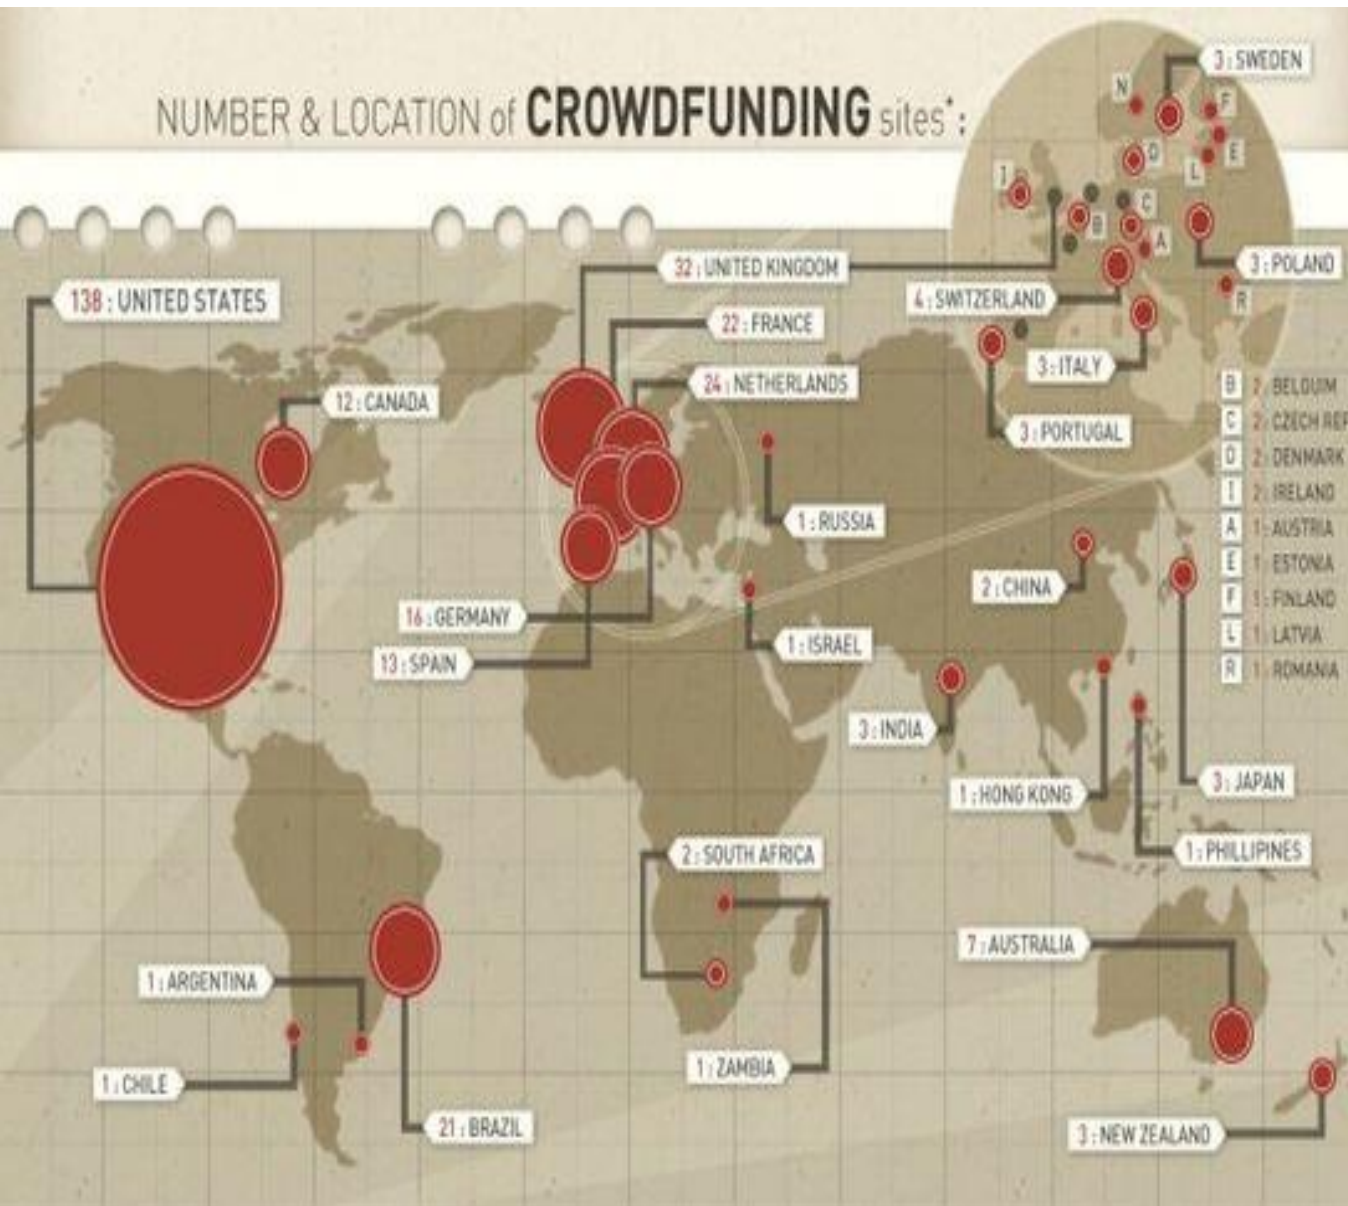 NUMBER & LOCATION of CROWDFUNDING sites*:
3 : SWEDEN
N
F
E
D
L
I
C
B
A
32 : UNITED KINGDOM
3 : POLAND
138 : UNITED STATES
4 : SWITZERLAND
R
22 : FRANCE
3 : ITALY
24 : NETHERLANDS
12 : CANADA
3 : PORTUGAL
B 2 : BELGUIM
C 2 : CZECH REP
D 2 : DENMARK
I 2 : IRELAND
A 1 : AUSTRIA
E 1 : ESTONIA
F 1 : FINLAND
L 1 : LATVIA
R 1 : ROMANIA
1 : RUSSIA
2 : CHINA
16 : GERMANY
1 : ISRAEL
13 : SPAIN
3 : INDIA
3 : JAPAN
1 : HONG KONG
2 : SOUTH AFRICA
1 : PHILLIPINES
7 : AUSTRALIA
1 : ARGENTINA
1 : ZAMBIA
1 : CHILE
21 : BRAZIL
3 : NEW ZEALAND